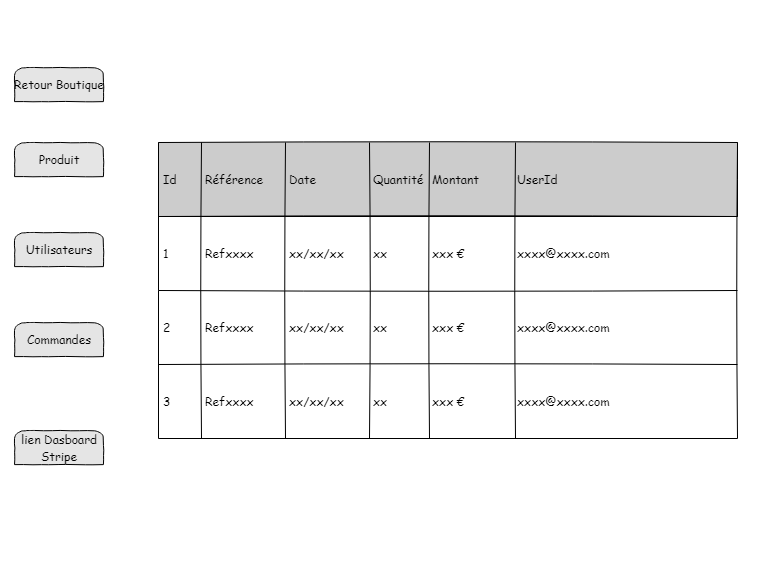 Retour Boutique
Produit
Id Référence Date Quantité Montant UserId
Utilisateurs
1 Refxxxx xx/xx/xx xx xxx € xxxx@xxxx.com
Commandes
2 Refxxxx xx/xx/xx xx xxx € xxxx@xxxx.com
3 Refxxxx xx/xx/xx xx xxx € xxxx@xxxx.com
lien Dasboard
Stripe